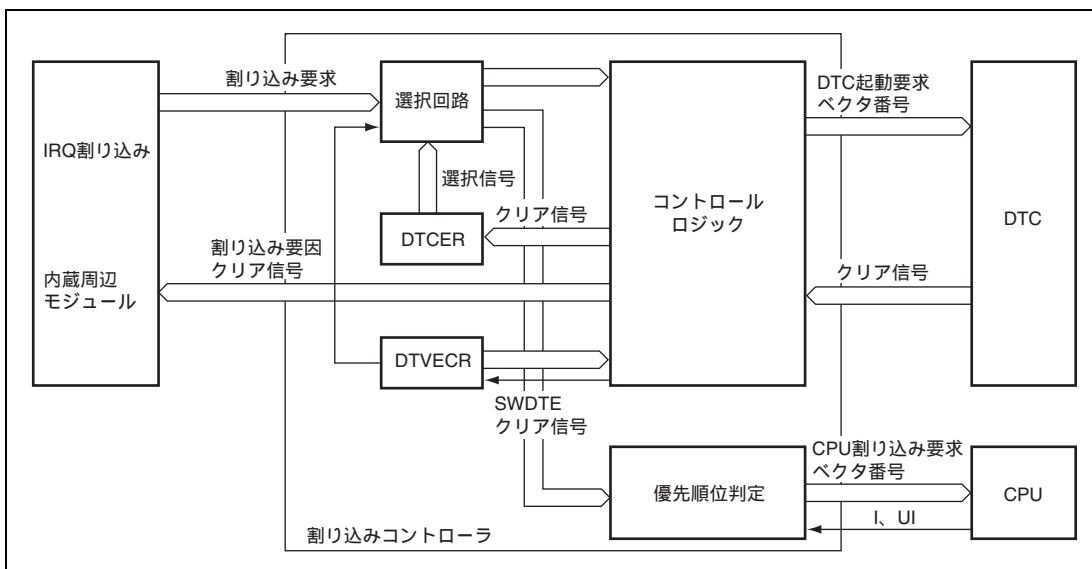 割り込み要求
選択回路
DTC起動要求
ベクタ番号
IRQ割り込み
選択信号
コントロール
ロジック
DTC
DTCER
クリア信号
割り込み要因
クリア信号
クリア信号
内蔵周辺
モジュール
DTVECR
SWDTE
クリア信号
CPU割り込み要求
ベクタ番号
優先順位判定
CPU
I、UI
割り込みコントローラ